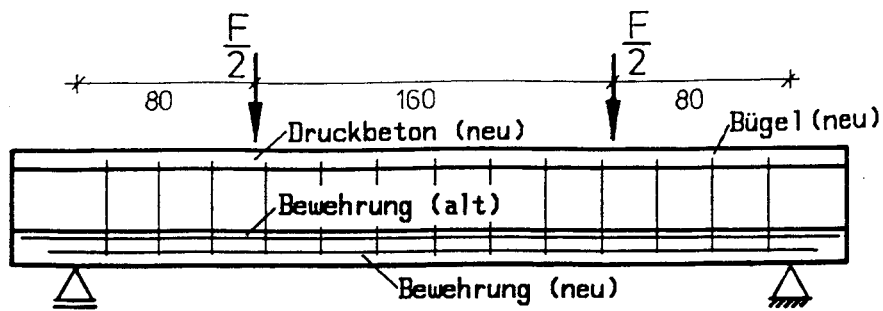 F/2 F/2
80 160 80
Druckbeton (neu) Bügel (neu)
Bewehrung (alt)
Bewehrung (neu)